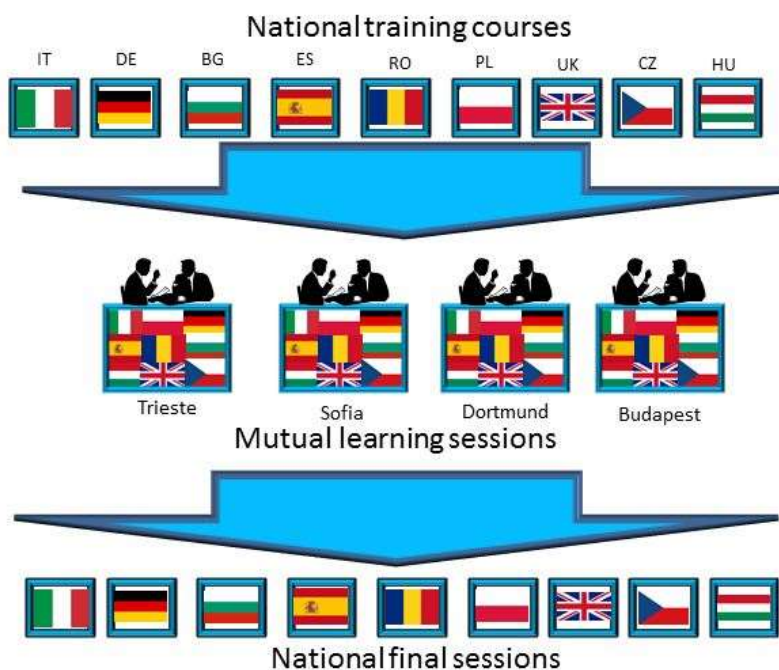 National training courses
IT DE BG ES RO PL UK CZ HU
Trieste Sofia Dortmund Budapest
Mutual learning sessions
National final sessions